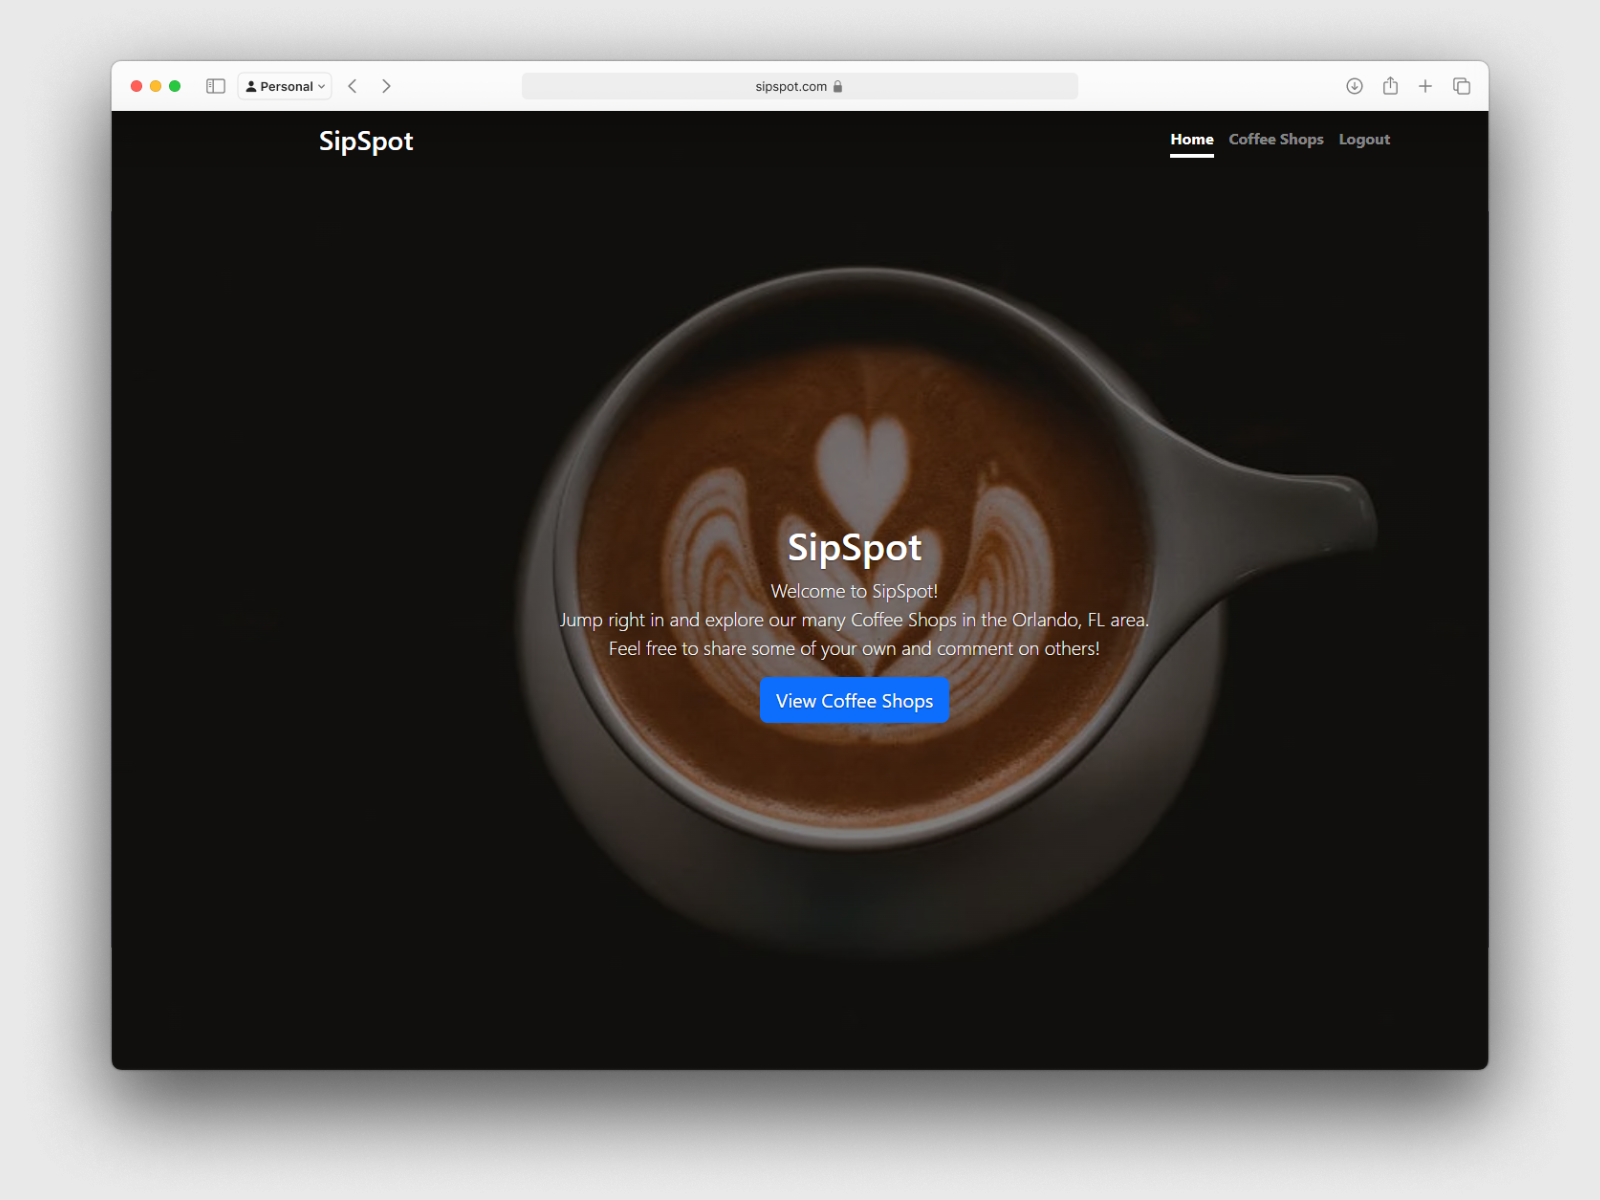 Personal
sipspot.com
SipSpot
Home Coffee Shops Logout
SipSpot
Welcome to SipSpot!
Jump right in and explore our many Coffee Shops in the Orlando, FL area.
Feel free to share some of your own and comment on others!
View Coffee Shops